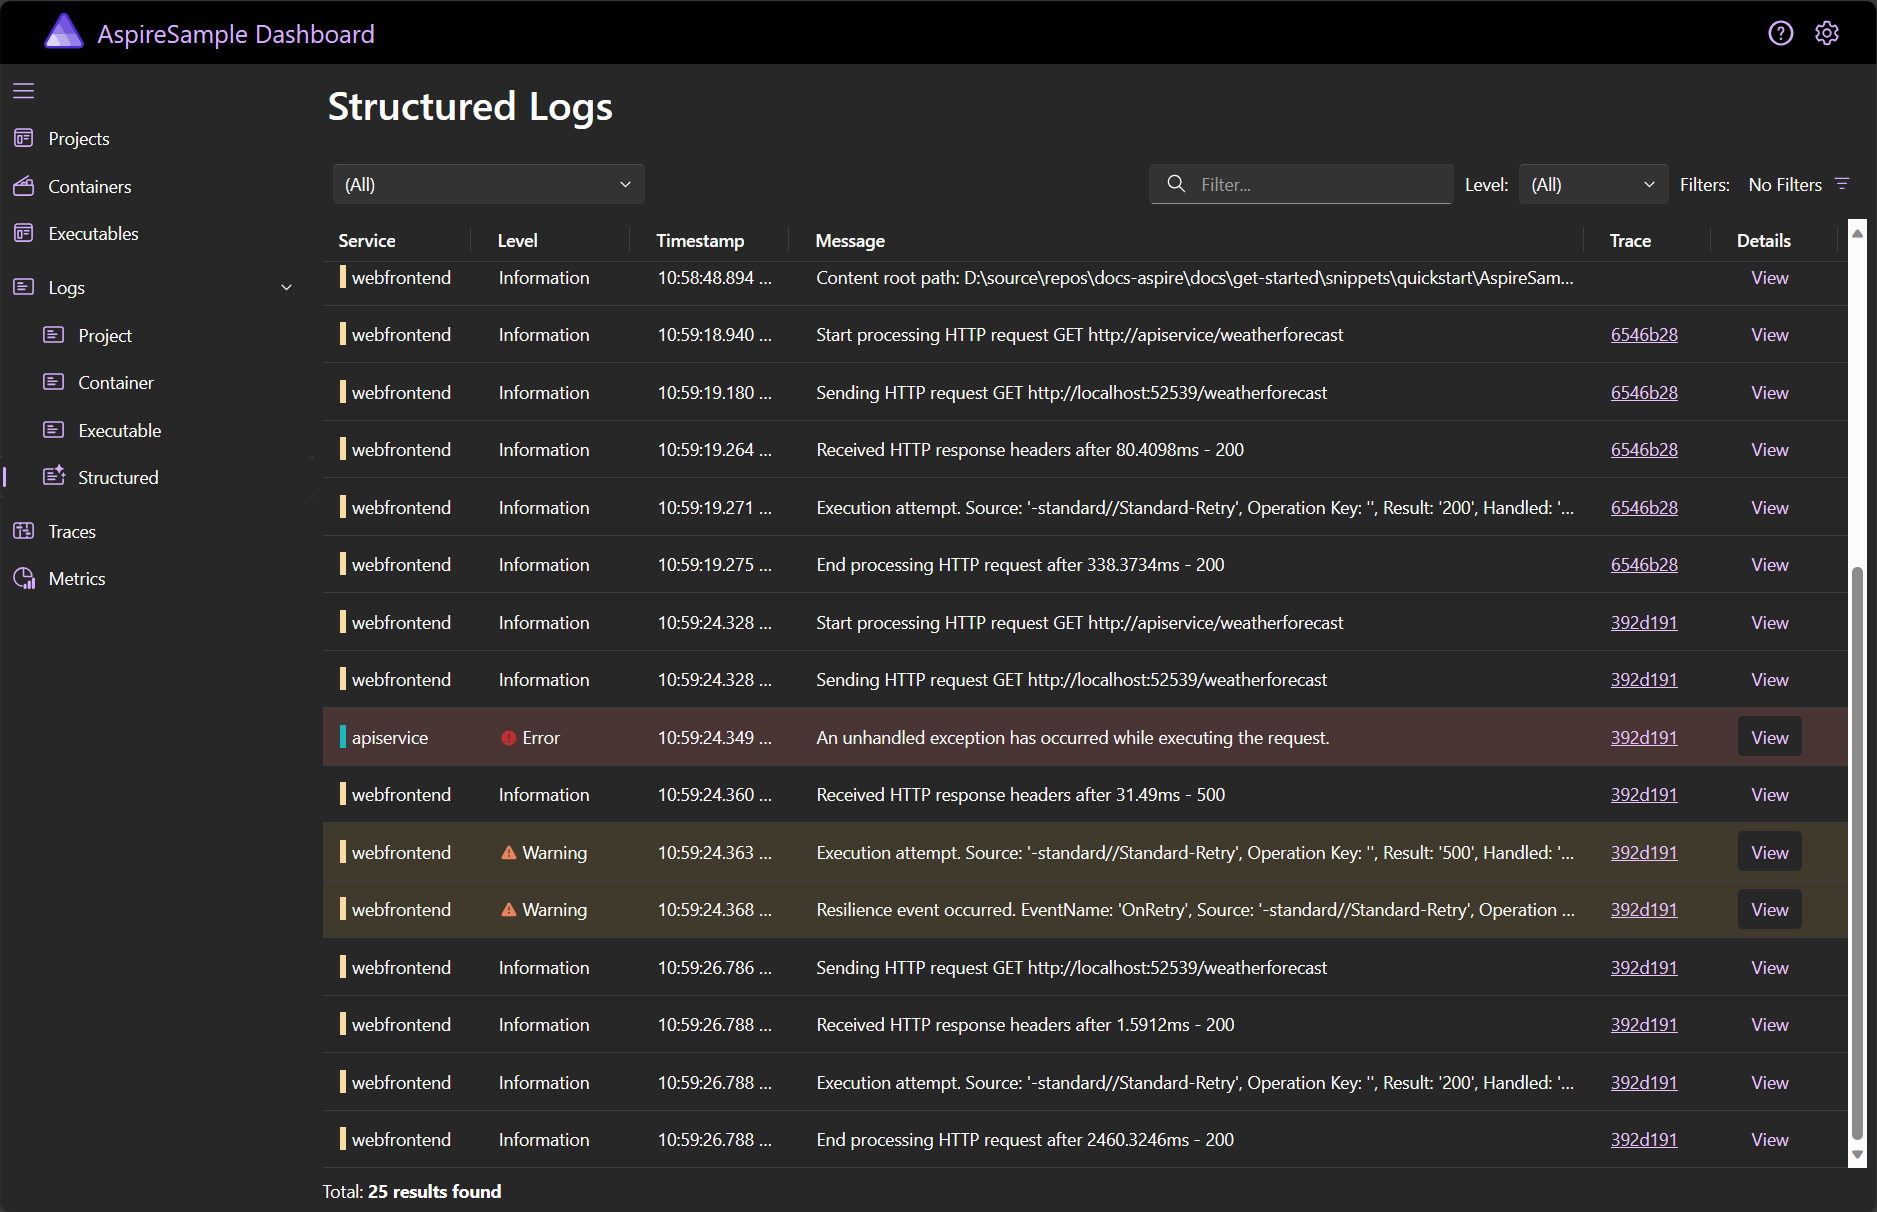 AspireSample Dashboard
Structured Logs
Projects
Containers
Executables
Logs
Project
Container
Executable
Structured
Traces
Metrics
(All) Filter... Level: (All) Filters: No Filters
Service Level Timestamp Message Trace Details
webfrontend Information 10:58:48.894 ... Content root path: D:\source\repos\docs-aspire\docs\get-started\snippets\quickstart\AspireSam... View
webfrontend Information 10:59:18.940 ... Start processing HTTP request GET http://apiservice/weatherforecast 6546b28 View
webfrontend Information 10:59:19.180 ... Sending HTTP request GET http://localhost:52539/weatherforecast 6546b28 View
webfrontend Information 10:59:19.264 ... Received HTTP response headers after 80.4098ms - 200 6546b28 View
webfrontend Information 10:59:19.271 ... Execution attempt. Source: '-standard//Standard-Retry', Operation Key: '', Result: '200', Handled: '... 6546b28 View
webfrontend Information 10:59:19.275 ... End processing HTTP request after 338.3734ms - 200 6546b28 View
webfrontend Information 10:59:24.328 ... Start processing HTTP request GET http://apiservice/weatherforecast 392d191 View
webfrontend Information 10:59:24.328 ... Sending HTTP request GET http://localhost:52539/weatherforecast 392d191 View
apiservice Error 10:59:24.349 ... An unhandled exception has occurred while executing the request. 392d191 View
webfrontend Information 10:59:24.360 ... Received HTTP response headers after 31.49ms - 500 392d191 View
webfrontend Warning 10:59:24.363 ... Execution attempt. Source: '-standard//Standard-Retry', Operation Key: '', Result: '500', Handled: '... 392d191 View
webfrontend Warning 10:59:24.368 ... Resilience event occurred. EventName: 'OnRetry', Source: '-standard//Standard-Retry', Operation ... 392d191 View
webfrontend Information 10:59:26.786 ... Sending HTTP request GET http://localhost:52539/weatherforecast 392d191 View
webfrontend Information 10:59:26.788 ... Received HTTP response headers after 1.5912ms - 200 392d191 View
webfrontend Information 10:59:26.788 ... Execution attempt. Source: '-standard//Standard-Retry', Operation Key: '', Result: '200', Handled: '... 392d191 View
webfrontend Information 10:59:26.788 ... End processing HTTP request after 2460.3246ms - 200 392d191 View
Total: 25 results found